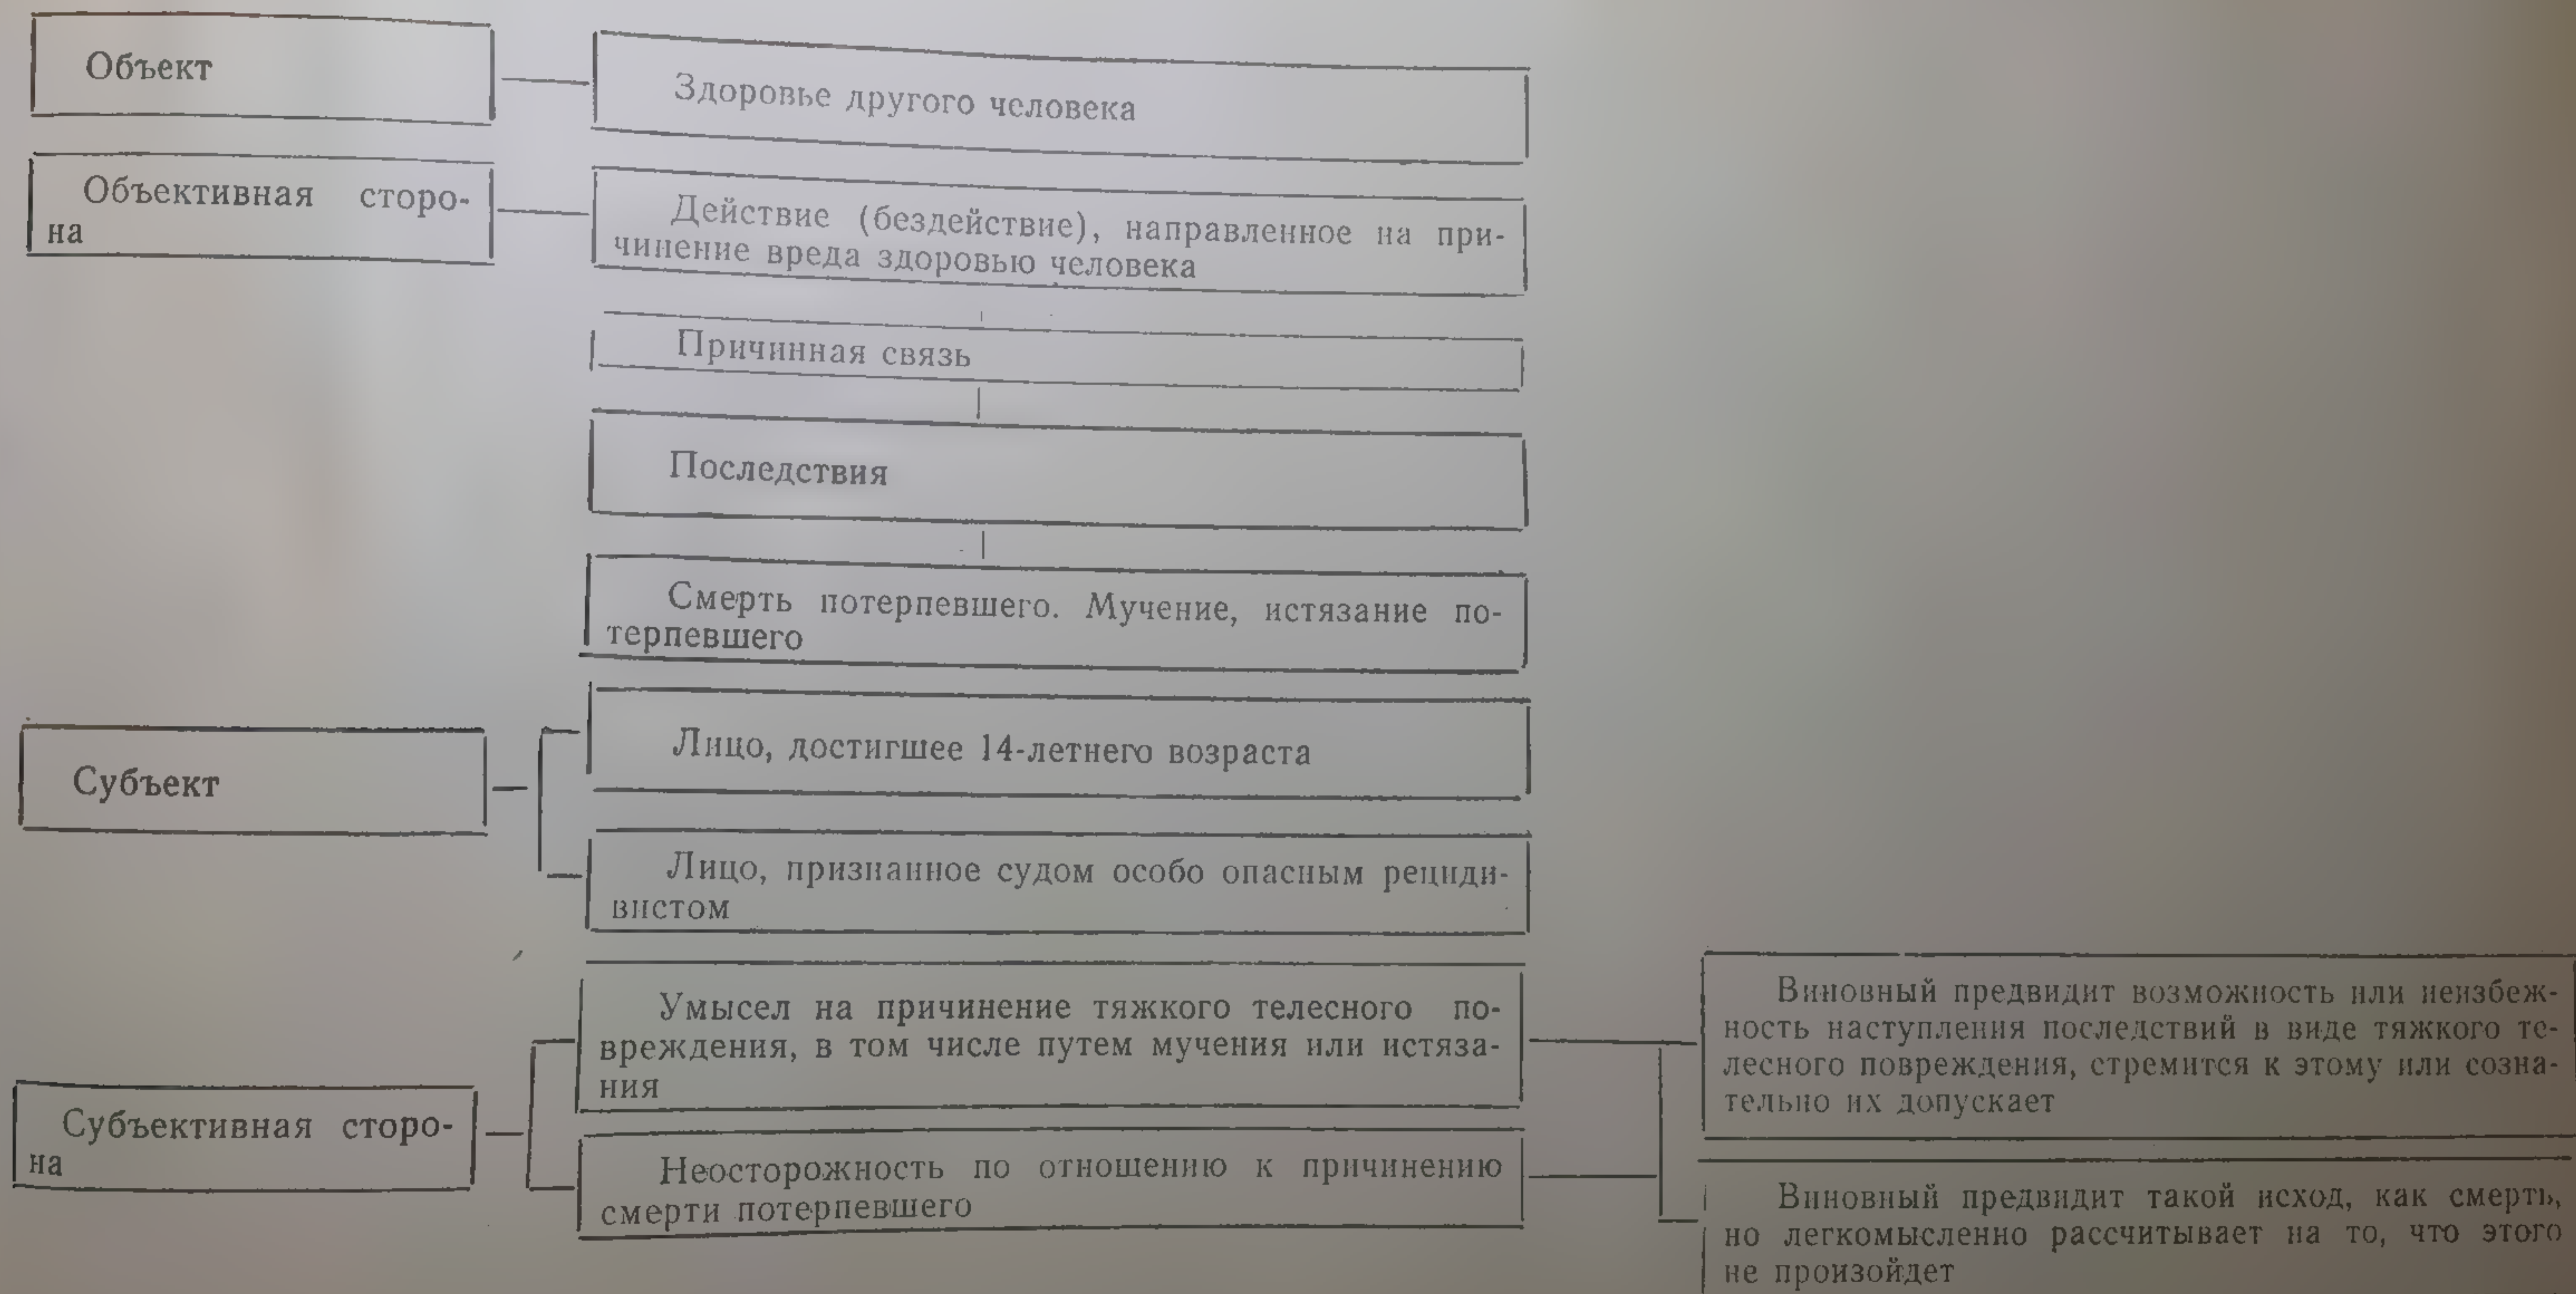 Объект
Здоровье другого человека
Объективная сторо-
на
Действие (бездействие), направленное на при-
чинение вреда здоровью человека
Причинная связь
Последствия
Смерть потерпевшего. Мучение, истязание по-
терпевшего
Субъект
Лицо, достигшее 14-летнего возраста
Лицо, признанное судом особо опасным рециди-
вистом
Субъективная сторо-
на
Умысел на причинение тяжкого телесного по-
вреждения, в том числе путем мучения или истяза-
ния
Неосторожность по отношению к причинению
смерти потерпевшего
Виновный предвидит возможность или неизбеж-
ность наступления последствий в виде тяжкого те-
лесного повреждения, стремится к этому или созна-
тельно их допускает
Виновный предвидит такой исход, как смерть,
но легкомысленно рассчитывает на то, что этого
не произойдет